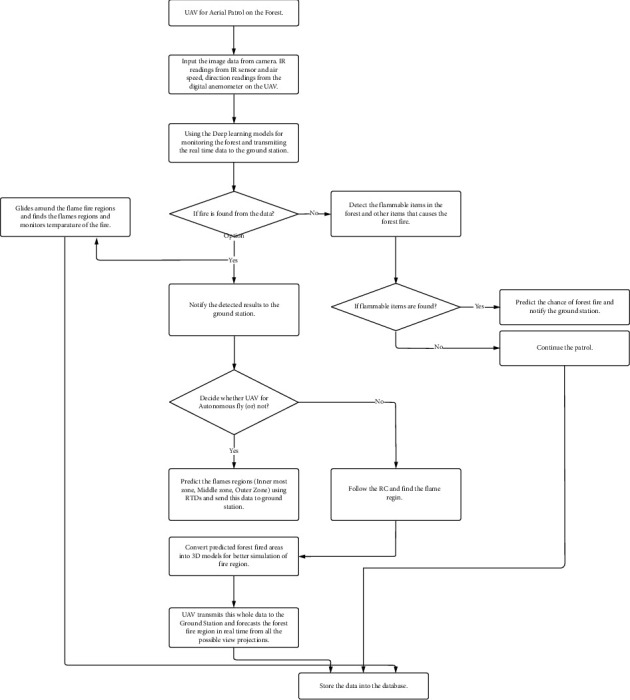 UAV for Aerial Patrol on the Forest.
Input the image data from camera. IR
readings from IR sensor and air
speed, direction readings from the
digital anemometer on the UAV.
Using the Deep learning models for
monitoring the forest and transmiting
the real time data to the ground station.
Glides around the flame fire regions
and finds the flames regions and
monitors temparature of the fire.
If fire is found from the data?
No
Detect the flammable items in the
forest and other items that causes the
forest fire.
Option
Yes
Notify the detected results to the
ground station.
If flammable items are found?
Yes
Predict the chance of forest fire and
notify the ground station.
No
Continue the patrol.
Decide whether UAV for
Autonomous fly (or) not?
No
Yes
Predict the flames regions (Inner most
zone, Middle zone, Outer Zone) using
RTDs and send this data to ground
station.
Follow the RC and find the flame
regin.
Convert predicted forest fired areas
into 3D models for better simulation of
fire region.
UAV transmits this whole data to the
Ground Station and forecasts the forest
fire region in real time from all the
possible view projections.
Store the data into the database.